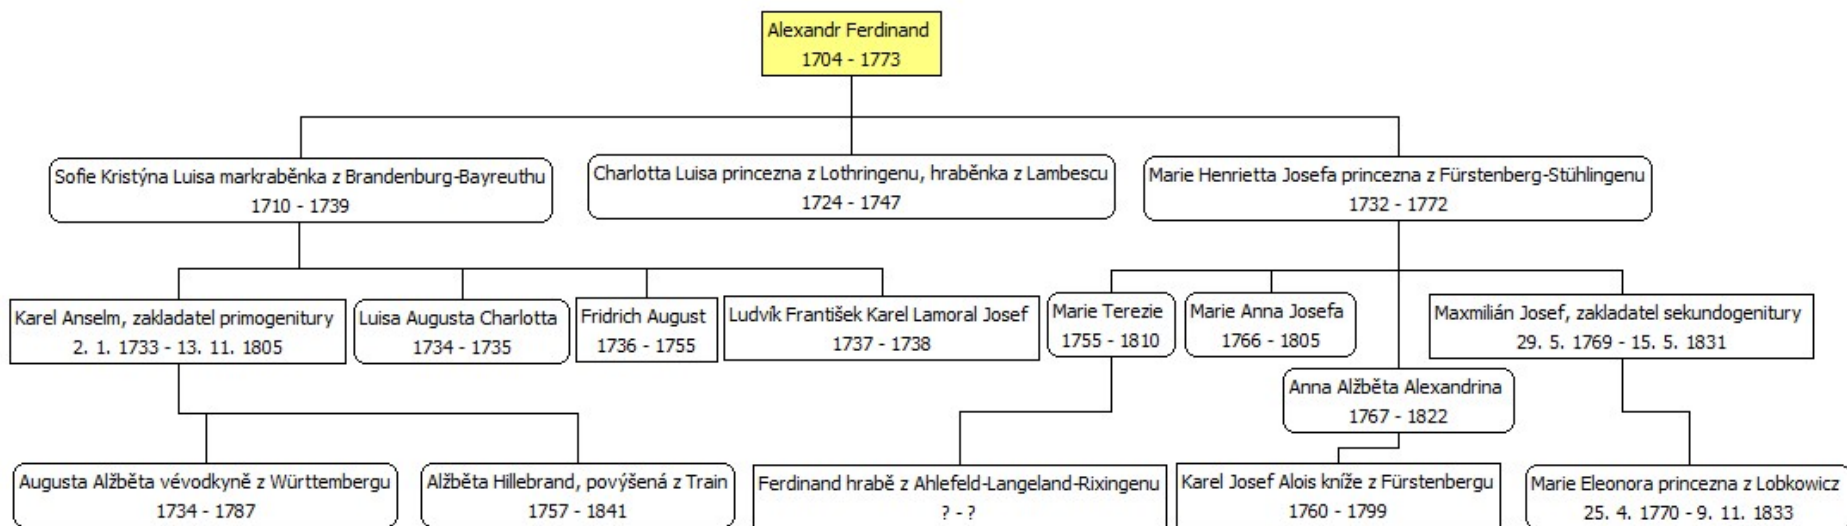 Alexandr Ferdinand
1704 - 1773
Sofie Kristýna Luisa markraběnka z Brandenburg-Bayreuthu
1710 - 1739
Charlotta Luisa princezna z Lothringenu, hraběnka z Lambescu
1724 - 1747
Marie Henrietta Josefa princezna z Fürstenberg-Stühlingenu
1732 - 1772
Karel Anselm, zakladatel primogenitury
2. 1. 1733 - 13. 11. 1805
Luisa Augusta Charlotta
1734 - 1735
Fridrich August
1736 - 1755
Ludvík František Karel Lamoral Josef
1737 - 1738
Marie Terezie
1755 - 1810
Marie Anna Josefa
1766 - 1805
Maxmilián Josef, zakladatel sekundogenitury
29. 5. 1769 - 15. 5. 1831
Anna Alžběta Alexandrina
1767 - 1822
Augusta Alžběta vévodkyně z Württembergu
1734 - 1787
Alžběta Hillebrand, povýšená z Train
1757 - 1841
Ferdinand hrabě z Ahlefeld-Langeland-Rixingenu
? - ?
Karel Josef Alois kníže z Fürstenbergu
1760 - 1799
Marie Eleonora princezna z Lobkowicz
25. 4. 1770 - 9. 11. 1833